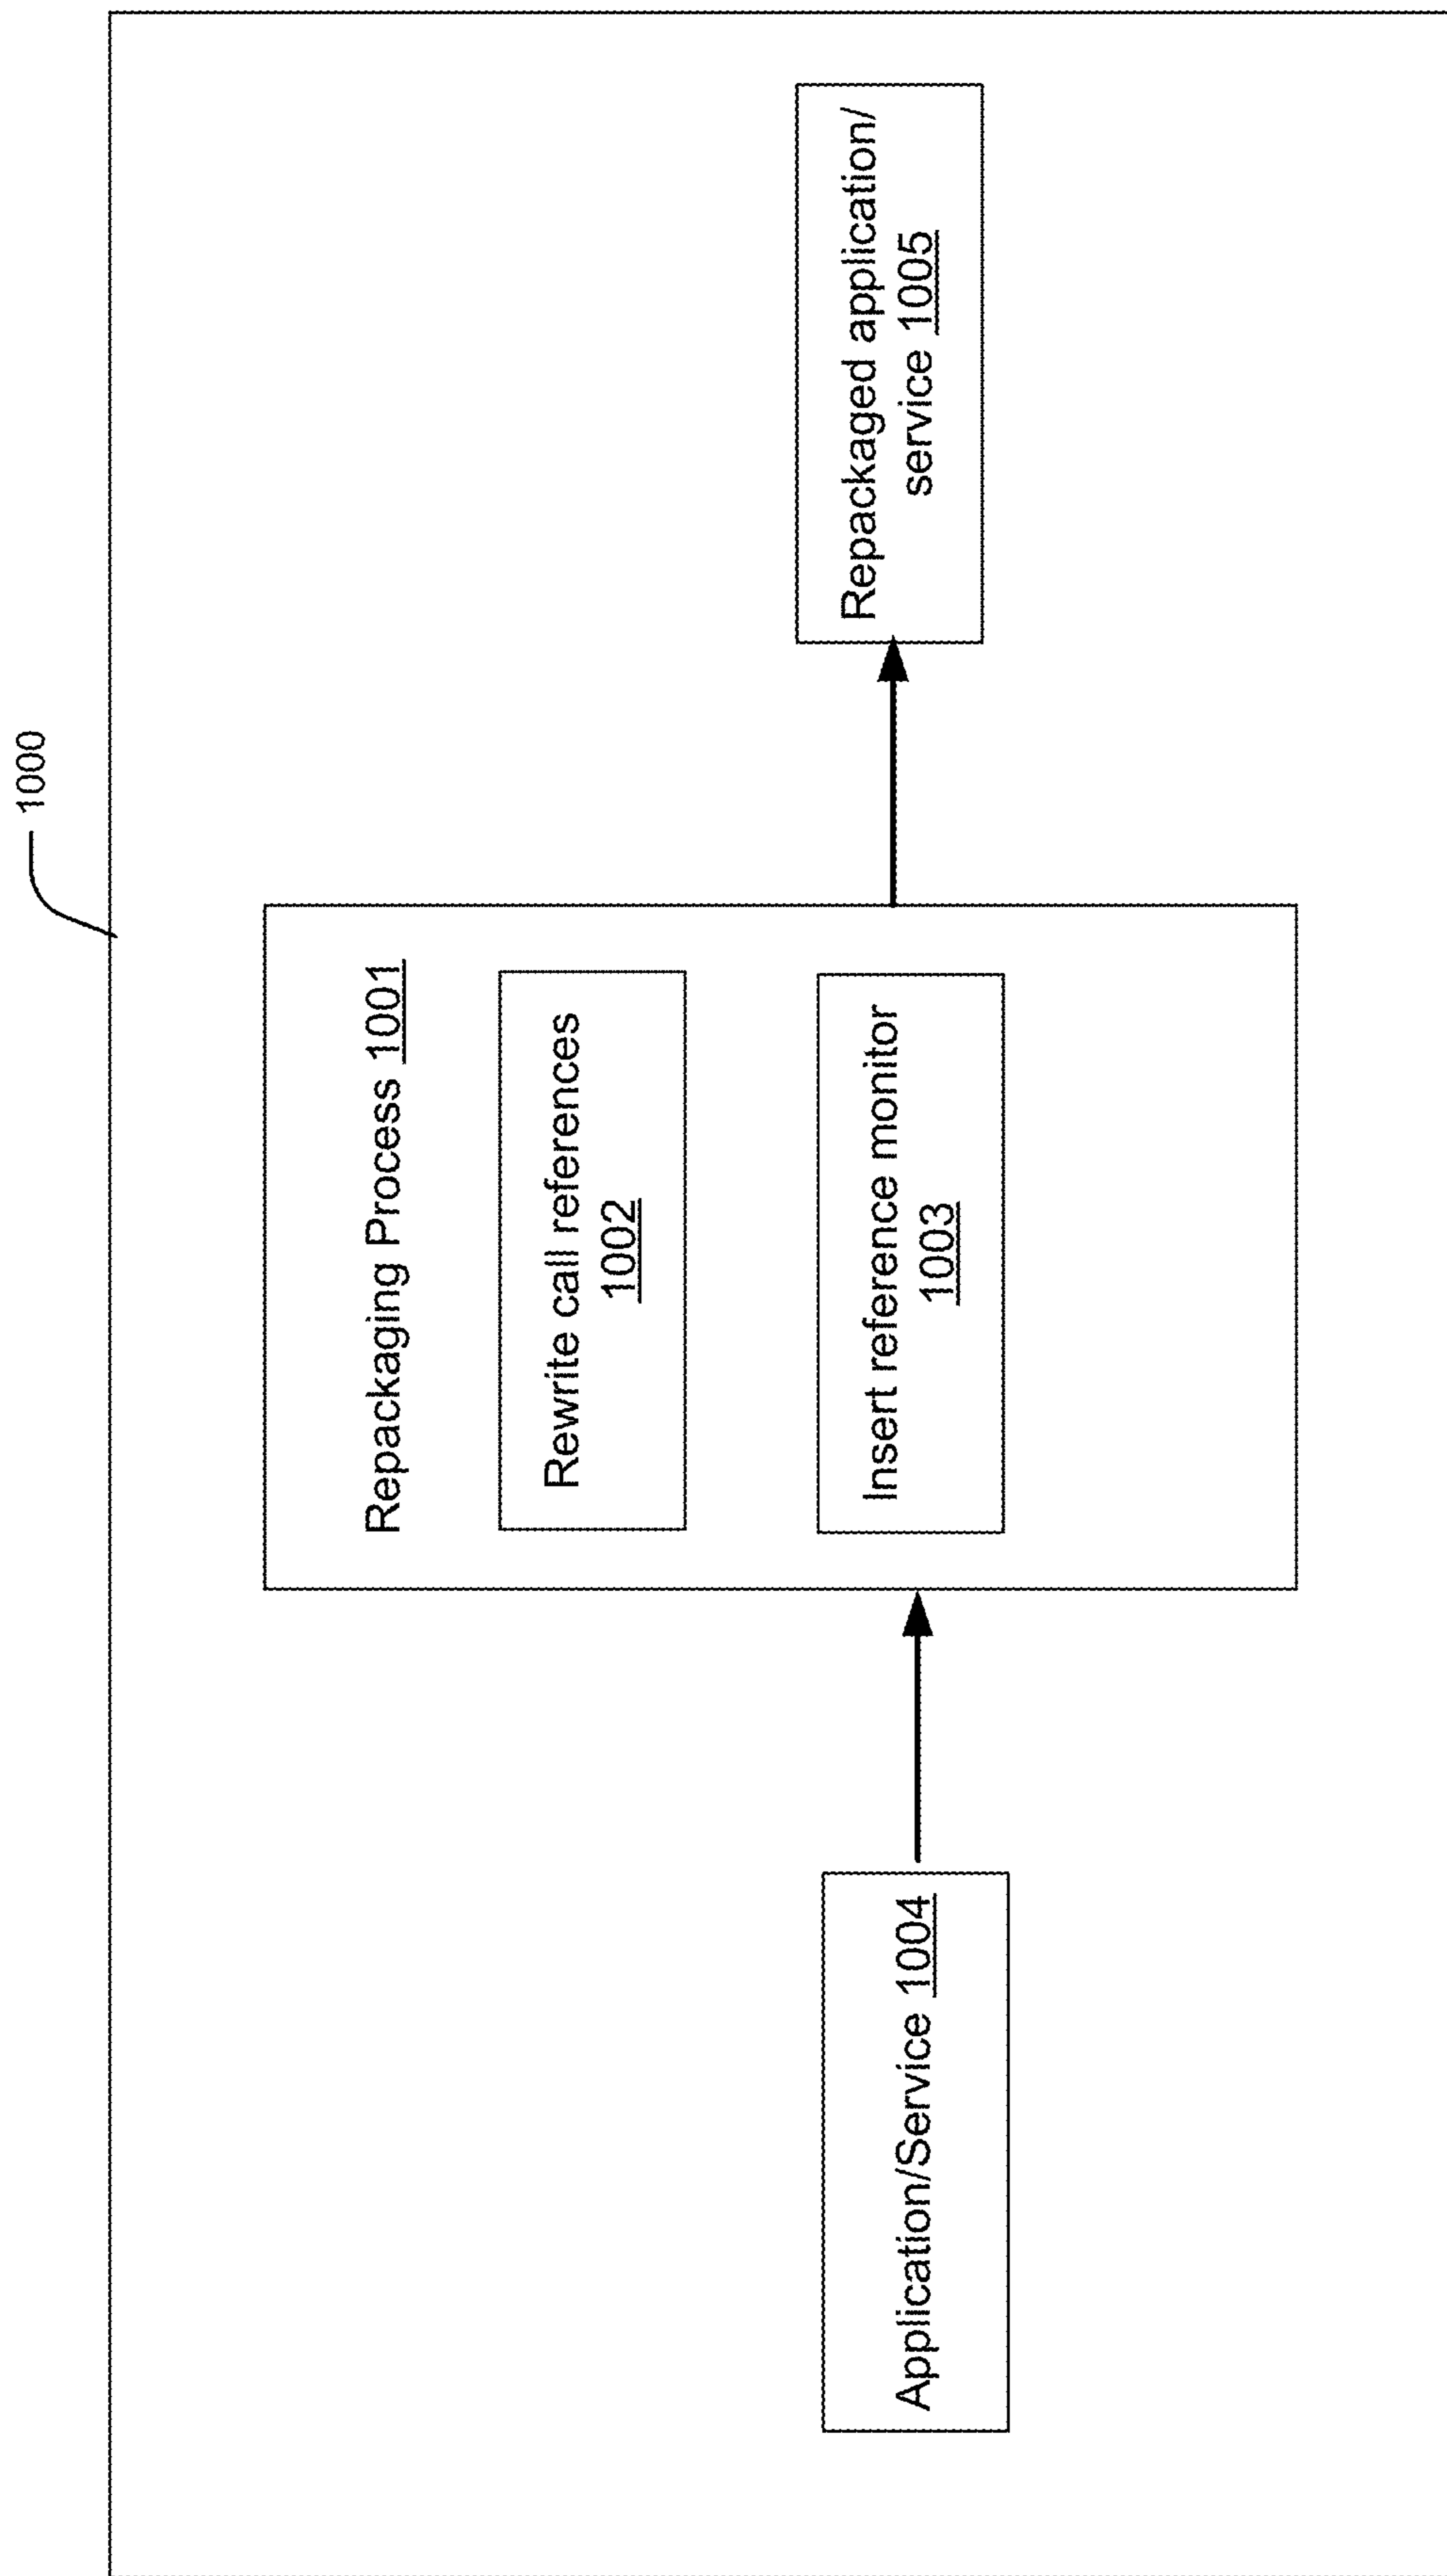 1000
Repackaging Process 1001
Rewrite call references
1002
Insert reference monitor
1003
Application/Service 1004
Repackaged application/
service 1005